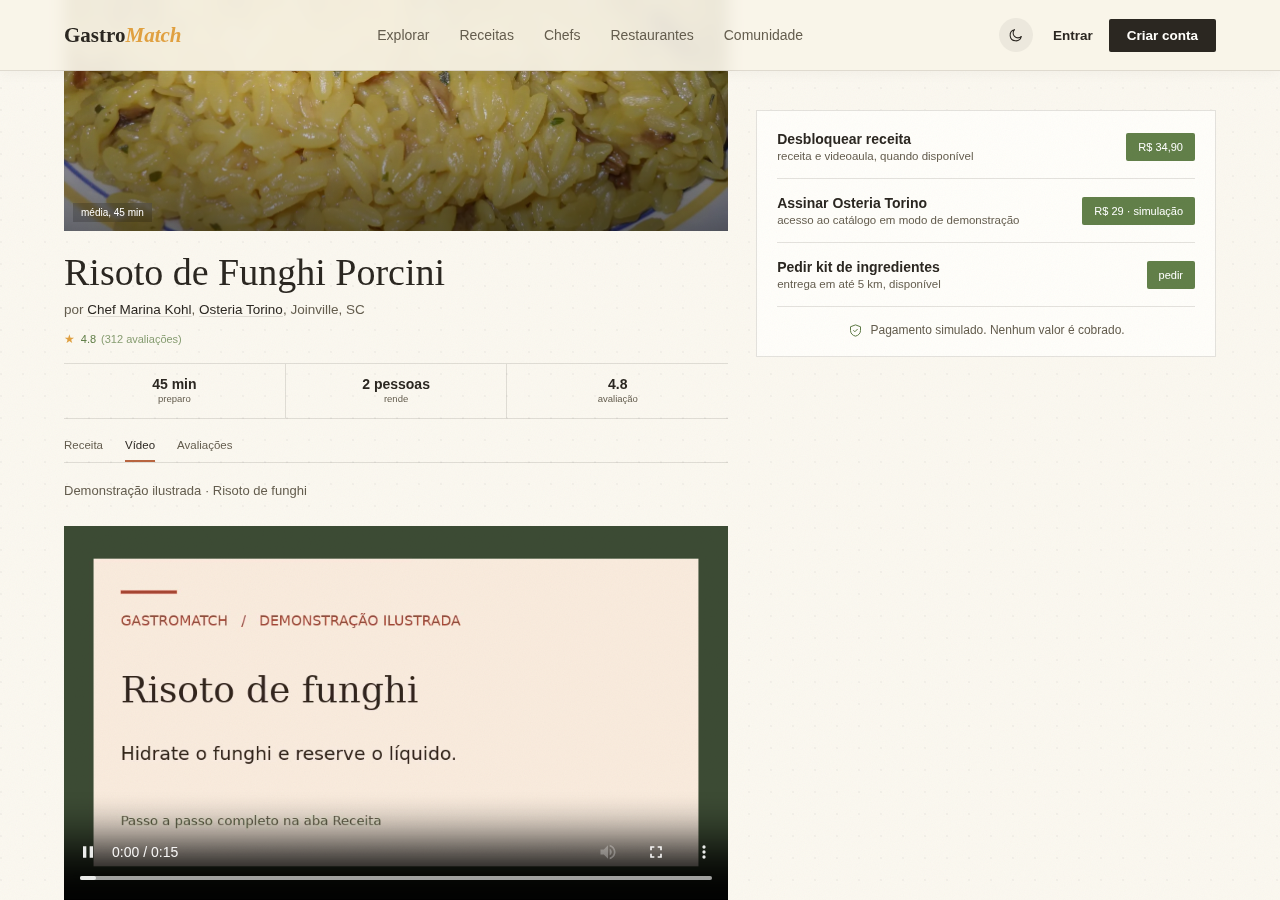 GastroMatch
Explorar
Receitas
Chefs
Restaurantes
Comunidade
Entrar
Criar conta
média, 45 min
Risoto de Funghi Porcini
por Chef Marina Kohl, Osteria Torino, Joinville, SC
★ 4.8 (312 avaliações)
45 min
preparo
2 pessoas
rende
4.8
avaliação
Receita
Vídeo
Avaliações
Demonstração ilustrada · Risoto de funghi
GASTROMATCH / DEMONSTRAÇÃO ILUSTRADA
Risoto de funghi
Hidrate o funghi e reserve o líquido.
Passo a passo completo na aba Receita
0:00 / 0:15
Desbloquear receita
receita e videoaula, quando disponível
R$ 34,90
Assinar Osteria Torino
acesso ao catálogo em modo de demonstração
R$ 29 · simulação
Pedir kit de ingredientes
entrega em até 5 km, disponível
pedir
Pagamento simulado. Nenhum valor é cobrado.